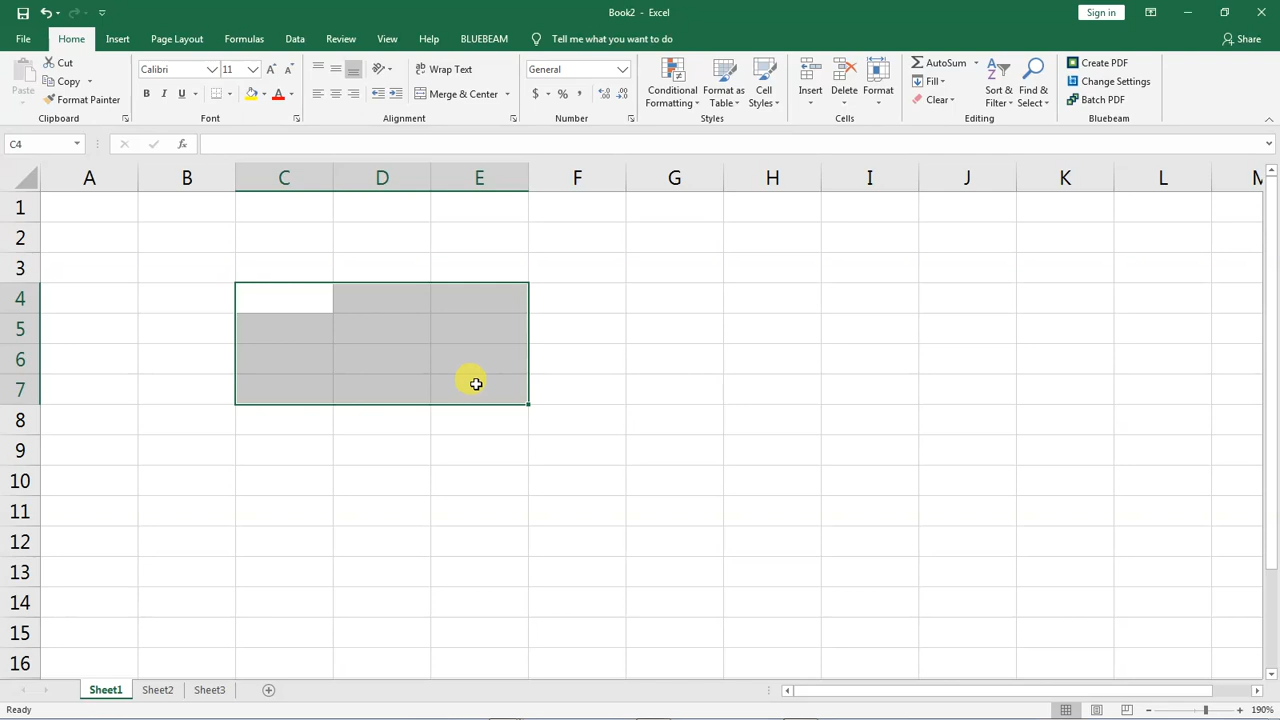 Book2 - Excel
Sign in
File Home Insert Page Layout Formulas Data Review View Help BLUEBEAM Tell me what you want to do Share
Paste
Cut
Copy
Format Painter
Clipboard
Calibri 11
B I U
Font
Wrap Text
Merge & Center
Alignment
General
$ % ,
Number
Conditional
Formatting
Format as
Table
Cell
Styles
Styles
Insert
Delete
Format
Cells
AutoSum
Fill
Clear
Sort &
Filter
Find &
Select
Editing
Create PDF
Change Settings
Batch PDF
Bluebeam
C4 fx
A B C D E F G H I J K L M
1
2
3
4
5
6
7
8
9
10
11
12
13
14
15
16
Sheet1 Sheet2 Sheet3
Ready
190%